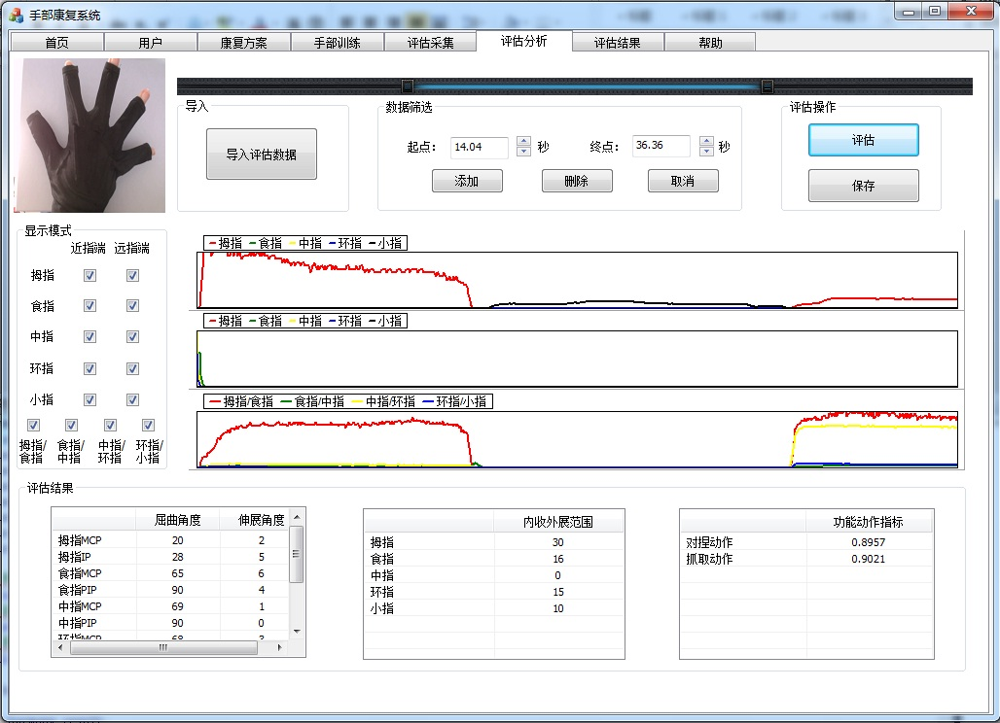 手部康复系统
首页 用户 康复方案 手部训练 评估采集 评估分析 评估结果 帮助
导入
导入评估数据
数据筛选
起点： 14.04 秒 终点： 36.36 秒
添加 删除 取消
评估操作
评估
保存
显示模式
近指端 远指端
拇指
食指
中指
环指
小指
拇指/食指 食指/中指 中指/环指 环指/小指
拇指 食指 中指 环指 小指
拇指 食指 中指 环指 小指
拇指/食指 食指/中指 中指/环指 环指/小指
评估结果
屈曲角度 伸展角度
拇指MCP 20 2
拇指IP 28 5
食指MCP 65 6
食指PIP 90 4
中指MCP 69 1
中指PIP 90 0
环指MCP 68
内收外展范围
拇指 30
食指 16
中指 0
环指 15
小指 10
功能动作指标
对捏动作 0.8957
抓取动作 0.9021